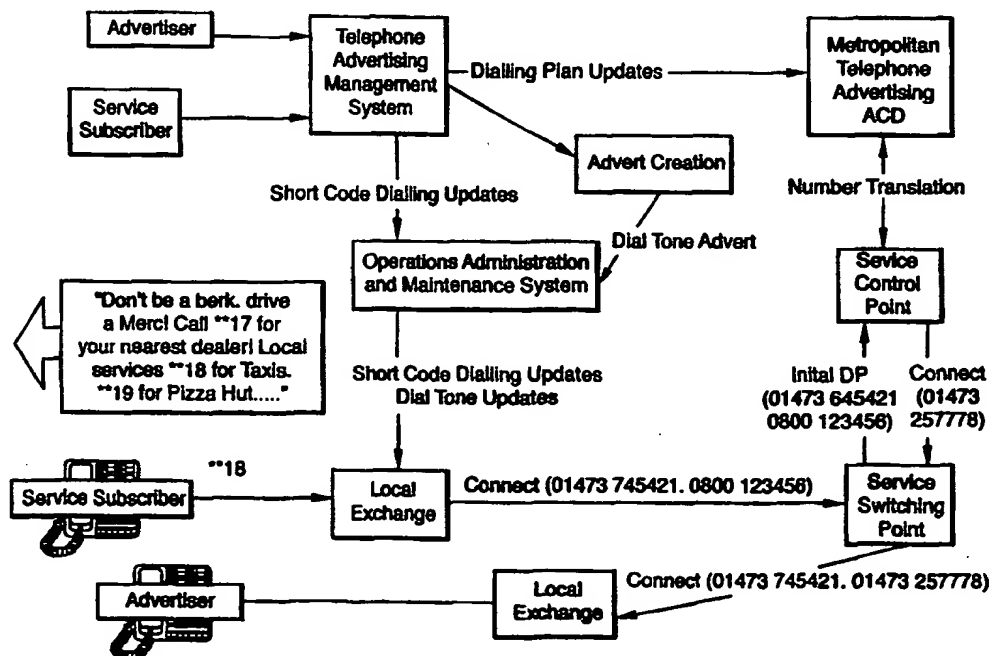 Advertiser
Telephone
Advertising
Management
System
Dialling Plan Updates
Metropolitan
Telephone
Advertising
ACD
Service
Subscriber
Advert Creation
Short Code Dialling Updates
Number Translation
Dial Tone Advert
Operations Administration
and Maintenance System
Sevice
Control
Point
"Don't be a berk. drive
a Merc! Call **17 for
your nearest dealer! Local
services **18 for Taxis.
**19 for Pizza Hut....."
Short Code Dialling Updates
Dial Tone Updates
Inital DP
(01473 645421
0800 123456)
Connect
(01473
257778)
**18
Service Subscriber
Local
Exchange
Connect (01473 745421. 0800 123456)
Service
Switching
Point
Advertiser
Local
Exchange
Connect (01473 745421. 01473 257778)